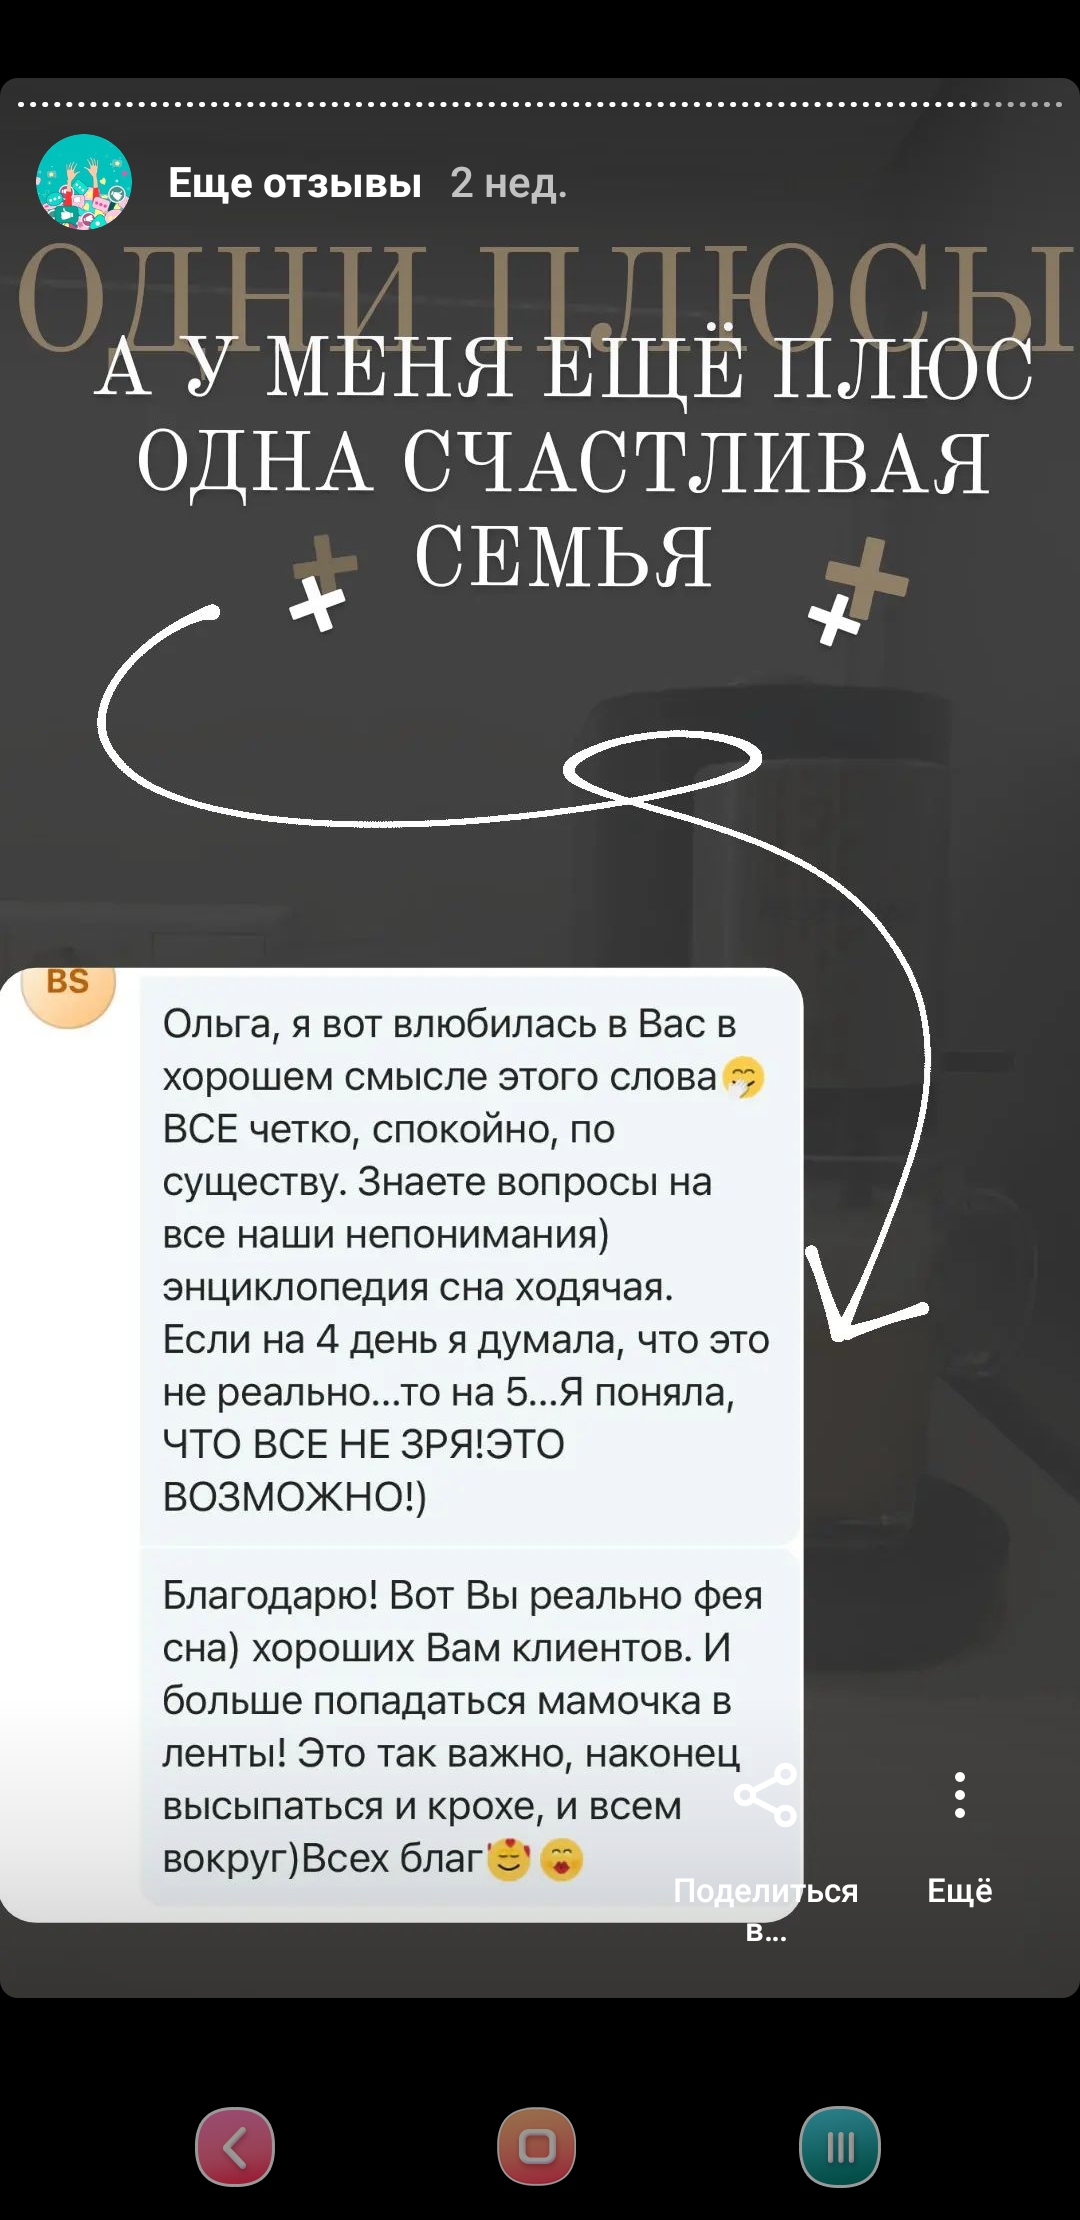 Еще отзывы 2 нед.
ОДНИ ПЛЮСЫ
А У МЕНЯ ЕЩЁ ПЛЮС
ОДНА СЧАСТЛИВАЯ
СЕМЬЯ
BS
Ольга, я вот влюбилась в Вас в
хорошем смысле этого слова🤭
ВСЕ четко, спокойно, по
существу. Знаете вопросы на
все наши непонимания)
энциклопедия сна ходячая.
Если на 4 день я думала, что это
не реально...то на 5...Я поняла,
ЧТО ВСЕ НЕ ЗРЯ!ЭТО
ВОЗМОЖНО!)
Благодарю! Вот Вы реально фея
сна) хороших Вам клиентов. И
больше попадаться мамочка в
ленты! Это так важно, наконец
высыпаться и крохе, и всем
вокруг)Всех благ🥰😚
Поделиться
в...
Ещё